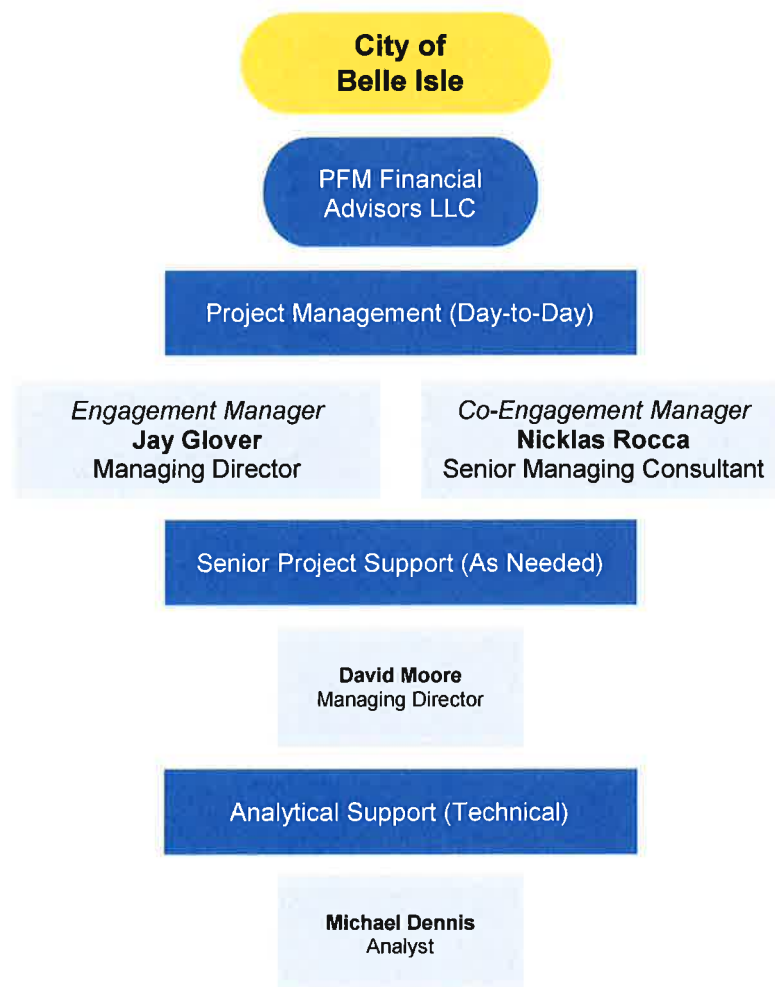 City of
Belle Isle
PFM Financial
Advisors LLC
Project Management (Day-to-Day)
Engagement Manager
Jay Glover
Managing Director
Co-Engagement Manager
Nicklas Rocca
Senior Managing Consultant
Senior Project Support (As Needed)
David Moore
Managing Director
Analytical Support (Technical)
Michael Dennis
Analyst